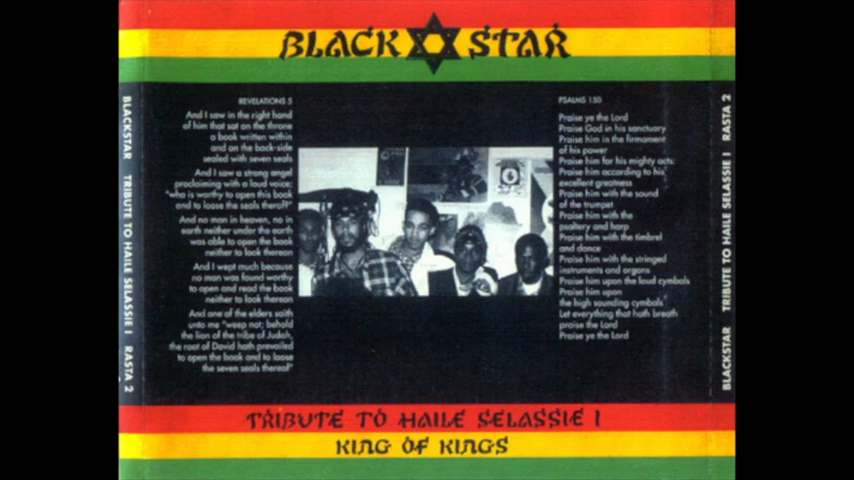 BLACK STAR
BLACKSTAR TRIBUTE TO HAILE SELASSIE I RASTA 2
REVELATIONS 5
And I saw in the right hand
of him that sat on the throne
a book written within
and on the back-side
sealed with seven seals
And I saw a strong angel
proclaiming with a loud voice;
"who is worthy to open this book
and to loose the seals therof?"
And no man in heaven, no in
earth neither under the earth
was able to open the book
neither to look thereon
And I wept much because
no man was found worthy
to open and read the book
neither to look thereon
And one of the elders saith
unto me "weep not; behold
the lion of the tribe of Judah,
the root of David hath prevailed
to open the book and to loose
the seven seals thereof"
PSALMS 150
Praise ye the Lord
Praise God in his sanctuary
Praise him in the firmament
of his power
Praise him for his mighty acts:
Praise him according to his
excellent greatness
Praise him with the sound
of the trumpet
Praise him with the
psaltery and harp
Praise him with the timbrel
and dance
Praise him with the stringed
instruments and organs
Praise him upon the loud cymbals
Praise him upon
the high sounding cymbals
Let everything that hath breath
praise the Lord
Praise ye the Lord
BLACKSTAR TRIBUTE TO HAILE SELASSIE I RASTA 2
TRIBUTE TO HAILE SELASSIE I
KING OF KINGS